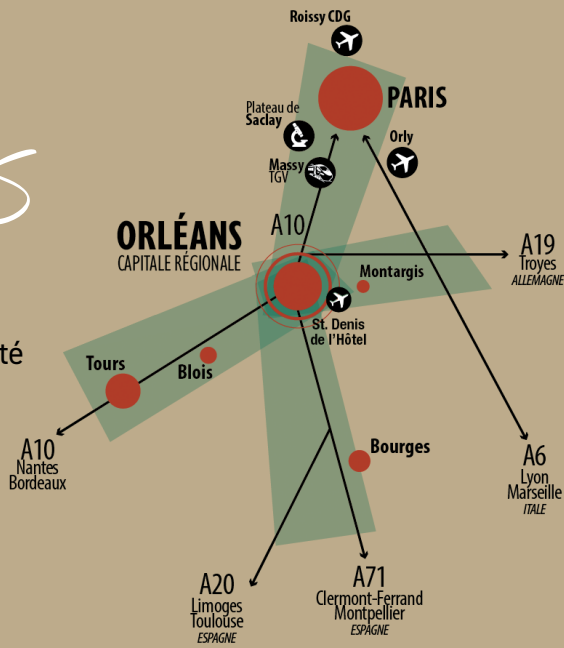 Roissy CDG
PARIS
Plateau de
Saclay
Orly
Massy
TGV
A10
ORLÉANS
CAPITALE RÉGIONALE
A19
Troyes
ALLEMAGNE
Montargis
St. Denis
de l'Hôtel
té
Tours
Blois
A10
Nantes
Bordeaux
Bourges
A6
Lyon
Marseille
ITALE
A20
Limoges
Toulouse
ESPAGNE
A71
Clermont-Ferrand
Montpellier
ESPAGNE